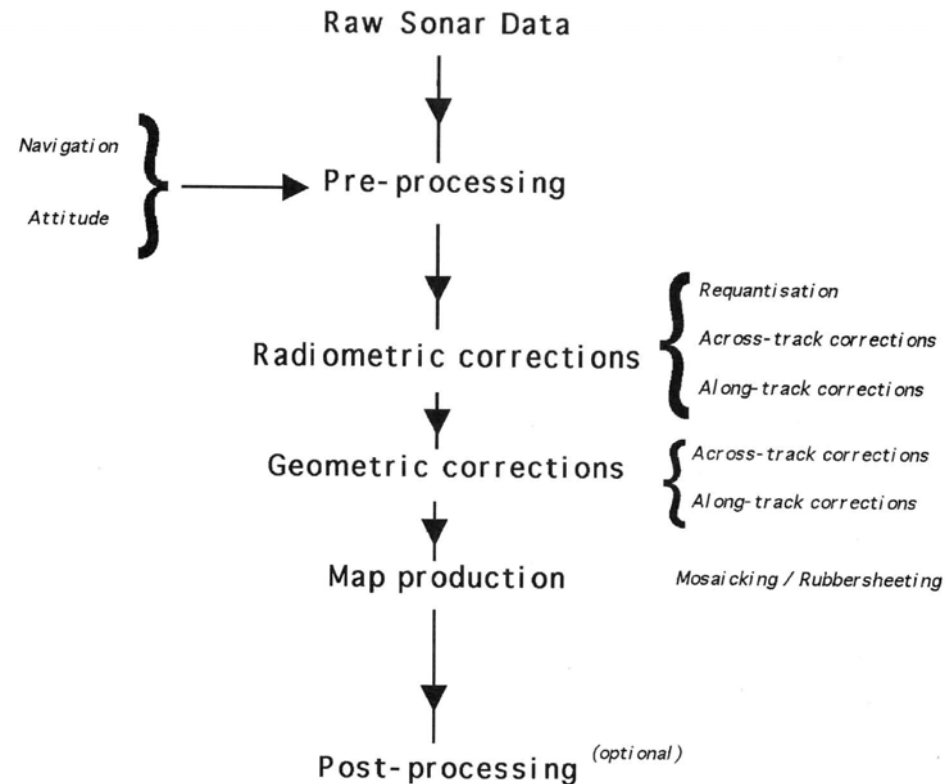 Raw Sonar Data
Navigation
Attitude
Pre-processing
Radiometric corrections
Requantisation
Across-track corrections
Along-track corrections
Geometric corrections
Across-track corrections
Along-track corrections
Map production
Mosaicking / Rubbersheeting
Post-processing (optional)